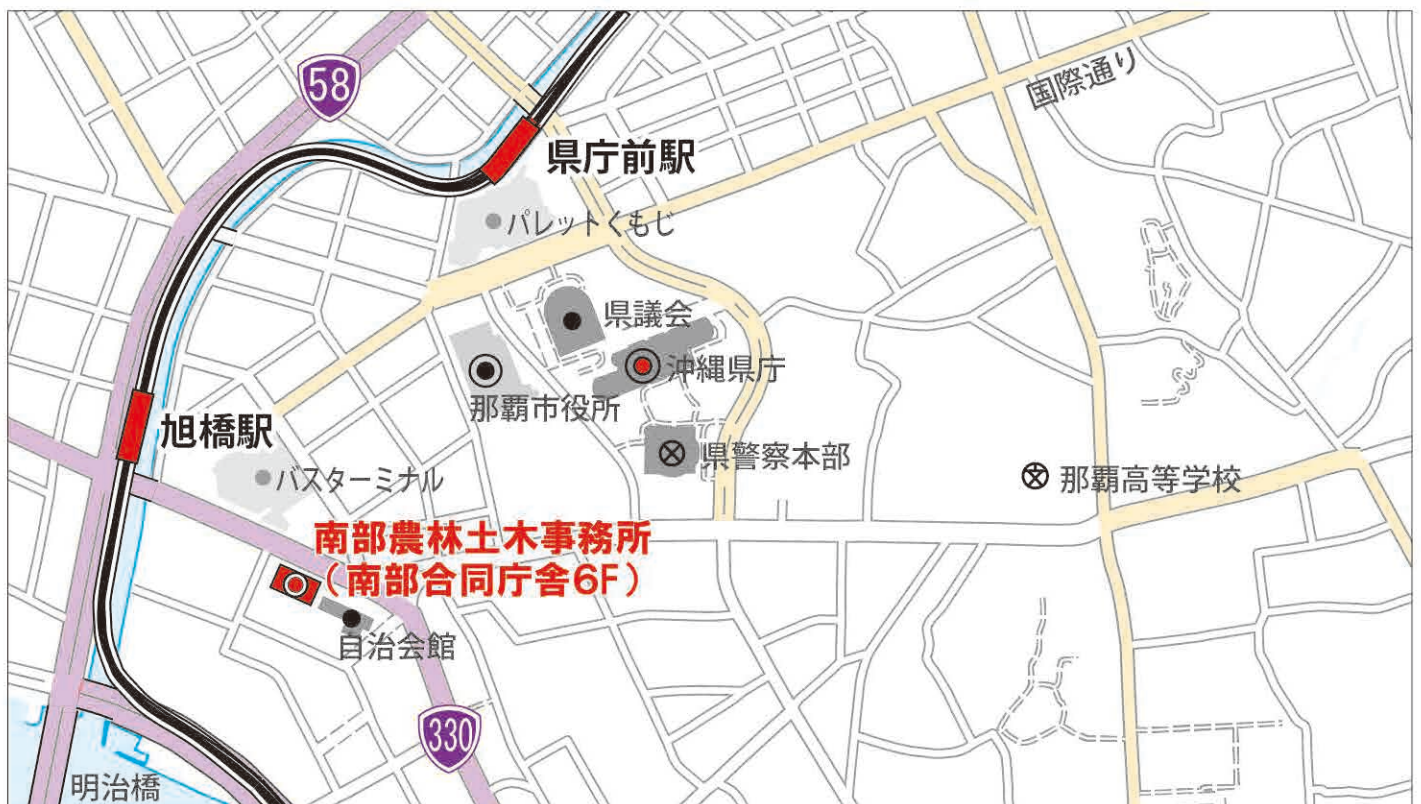 58
国際通り
県庁前駅
パレットくもじ
県議会
沖縄県庁
那覇市役所
旭橋駅
県警察本部
バスターミナル
那覇高等学校
南部農林土木事務所
（南部合同庁舎6F）
自治会館
330
明治橋